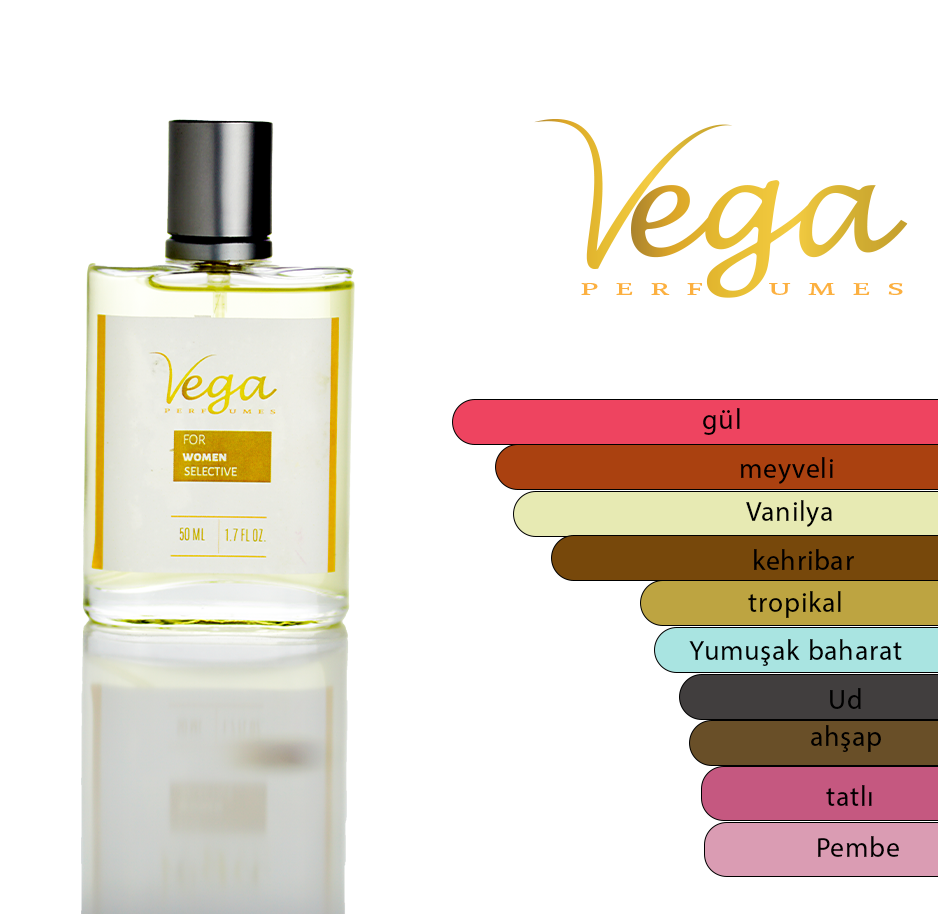 Vega
PERFUMES
Vega
PERFUMES
FOR
WOMEN
SELECTIVE
50 ML
1.7 FL OZ.
gül
meyveli
Vanilya
kehribar
tropikal
Yumuşak baharat
Ud
ahşap
tatlı
Pembe